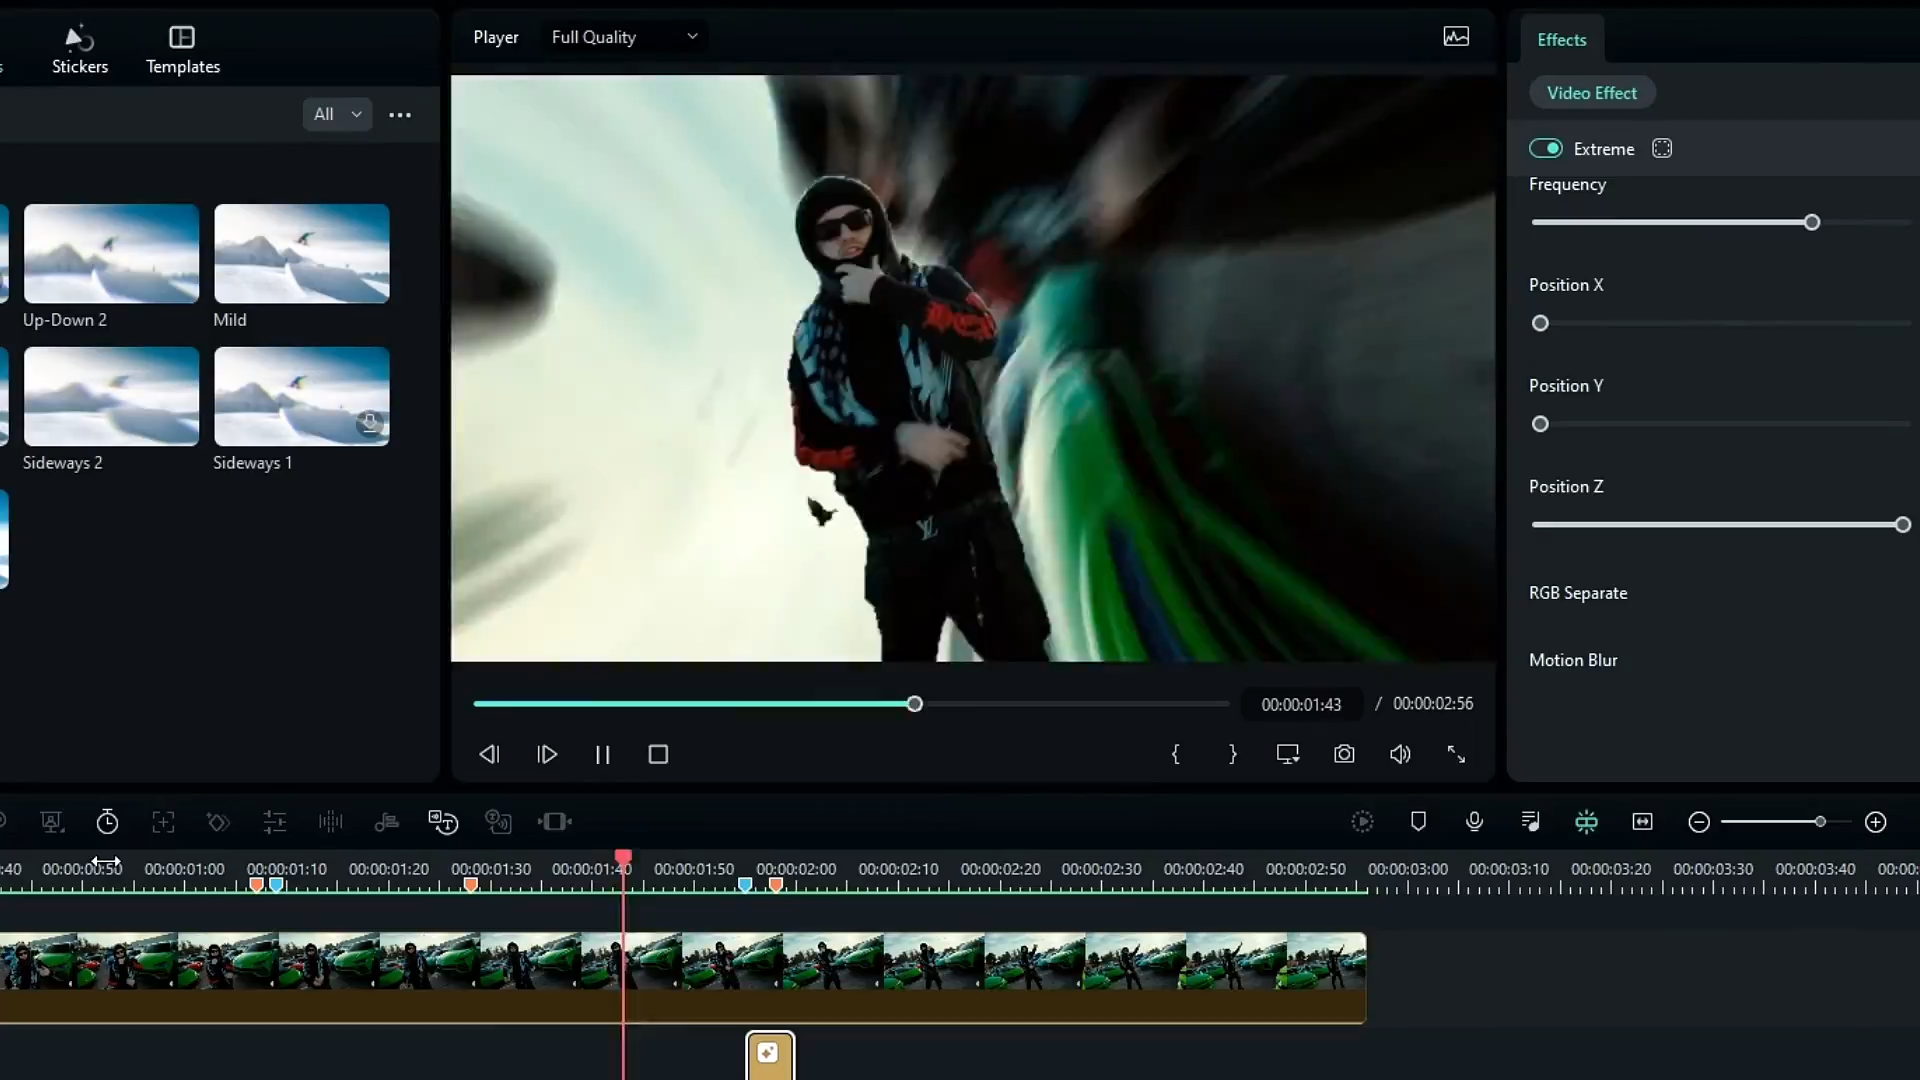 Stickers
Templates
All
Up-Down 2
Mild
Sideways 2
Sideways 1
Player
Full Quality
00:00:01:43 / 00:00:02:56
Effects
Video Effect
Extreme
Frequency
Position X
Position Y
Position Z
RGB Separate
Motion Blur
:40 00:00:00:50 00:00:01:00 00:00:01:10 00:00:01:20 00:00:01:30 00:00:01:40 00:00:01:50 00:00:02:00 00:00:02:10 00:00:02:20 00:00:02:30 00:00:02:40 00:00:02:50 00:00:03:00 00:00:03:10 00:00:03:20 00:00:03:30 00:00:03:40 00:00: